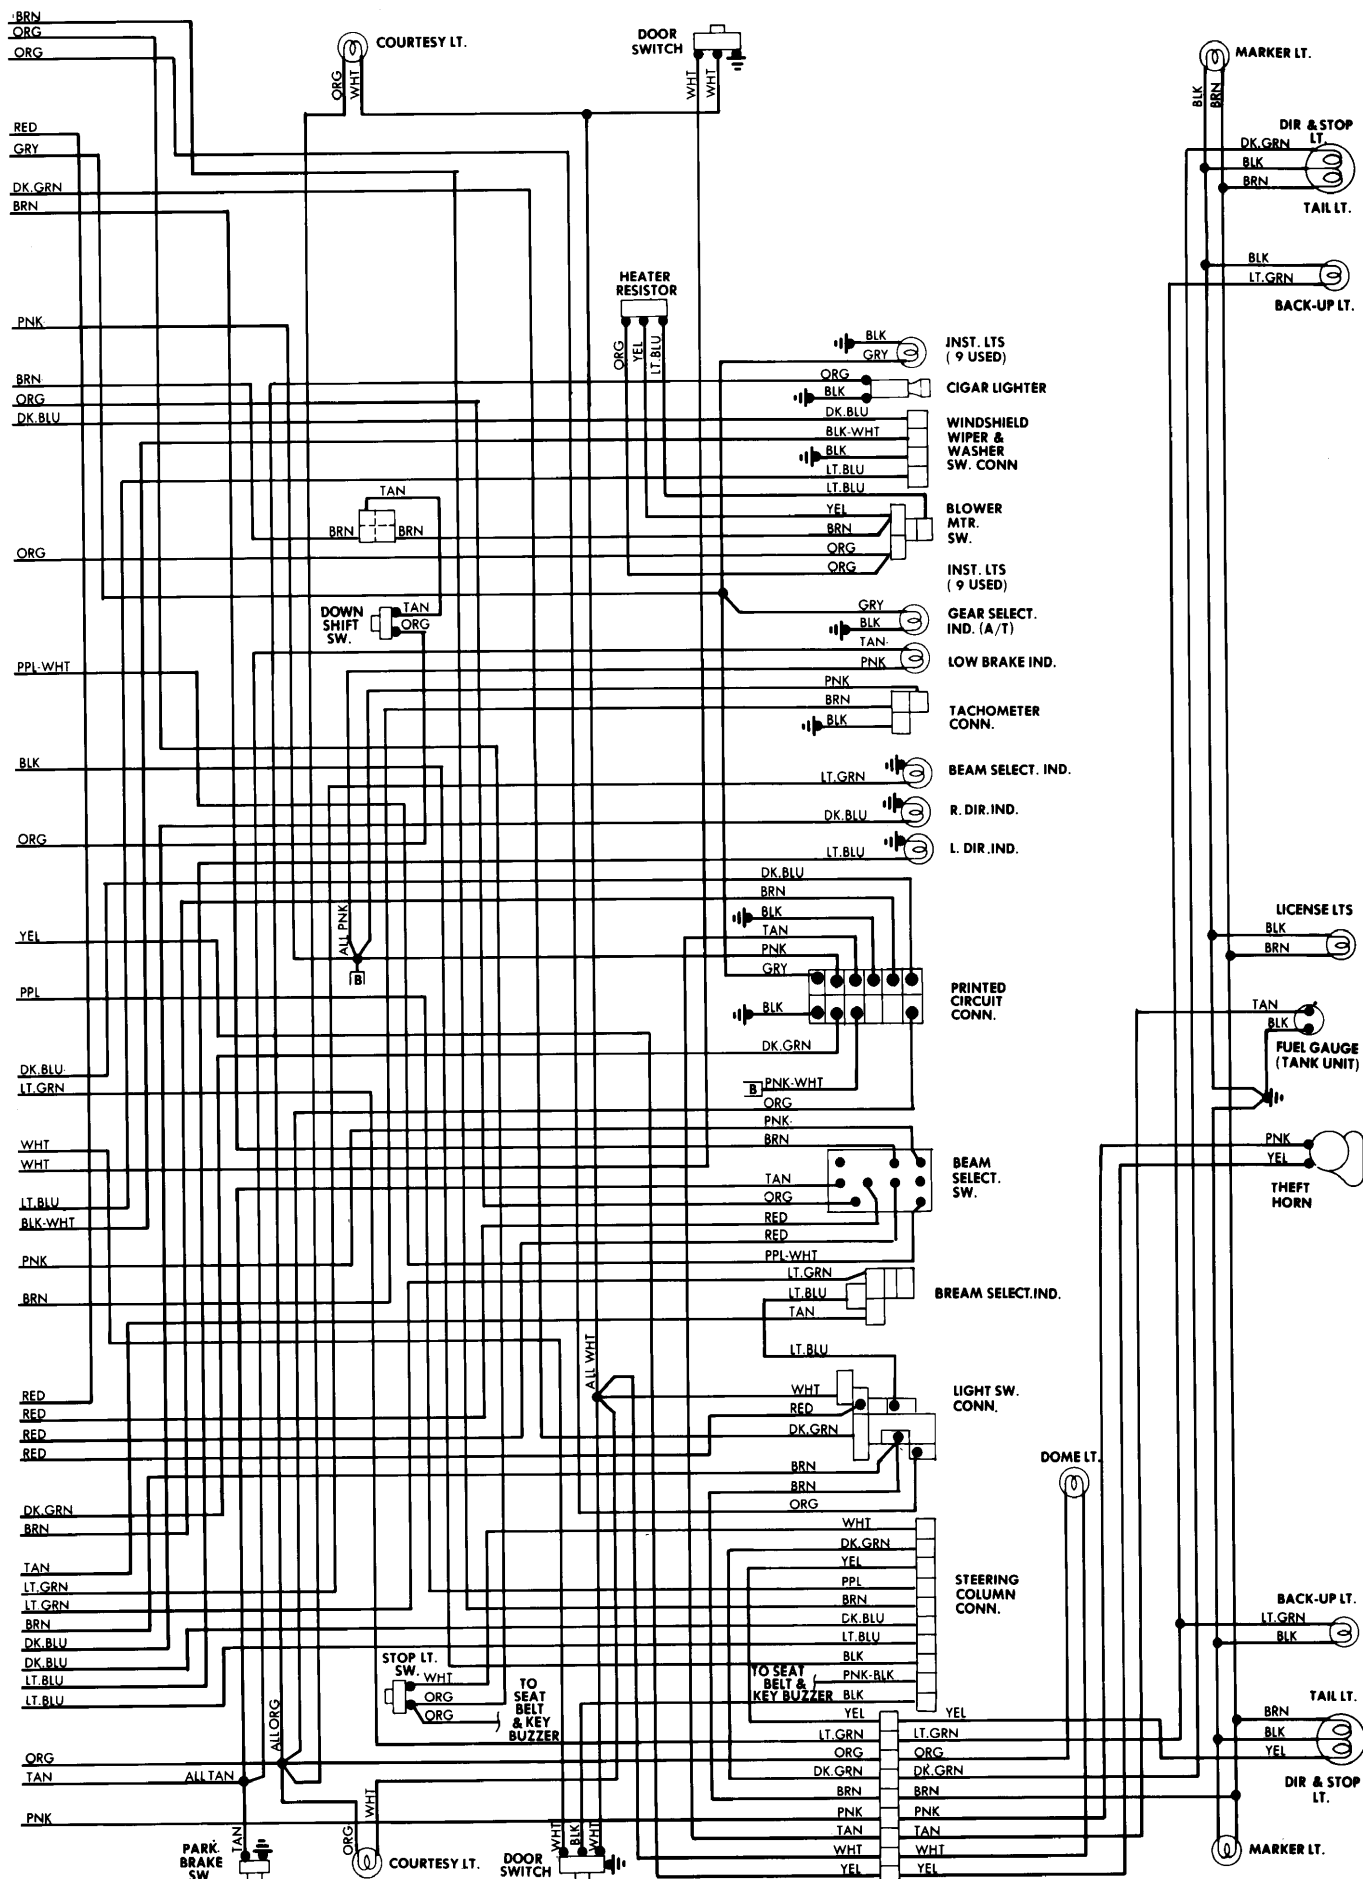 BRN
ORG
ORG
COURTESY LT.
ORG
WHT
DOOR
SWITCH
WHT
WHT
MARKER LT.
BLK
BRN
RED
GRY
DIR & STOP
LT.
DK.GRN
BLK
BRN
TAIL LT.
DK.GRN
BRN
BLK
LT.GRN
BACK-UP LT.
HEATER
RESISTOR
ORG
YEL
LT.BLU
PNK
BLK
GRY
INST. LTS
( 9 USED)
BRN
ORG
DK.BLU
ORG
BLK
CIGAR LIGHTER
DK.BLU
BLK-WHT
BLK
LT.BLU
WINDSHIELD
WIPER &
WASHER
SW. CONN
LT.BLU
YEL
BRN
ORG
ORG
BLOWER
MTR.
SW.
TAN
BRN
BRN
ORG
INST. LTS
( 9 USED)
DOWN
SHIFT
SW.
TAN
ORG
GRY
BLK
GEAR SELECT.
IND. (A/T)
TAN
PNK
LOW BRAKE IND.
PPL-WHT
PNK
BRN
BLK
TACHOMETER
CONN.
BLK
LT.GRN
BEAM SELECT. IND.
DK.BLU
R. DIR.IND.
ORG
LT.BLU
L. DIR.IND.
DK.BLU
BRN
BLK
TAN
PNK
GRY
ALL PNK
B
YEL
LICENSE LTS
BLK
BRN
PPL
BLK
PRINTED
CIRCUIT
CONN.
TAN
BLK
FUEL GAUGE
(TANK UNIT)
DK.GRN
DK.BLU
LT.GRN
B
PNK-WHT
ORG
PNK
BRN
WHT
WHT
PNK
YEL
THEFT
HORN
BEAM
SELECT.
SW.
TAN
ORG
RED
RED
PPL-WHT
LT.BLU
BLK-WHT
PNK
LT.GRN
LT.BLU
TAN
BREAM SELECT.IND.
BRN
LT.BLU
ALL WHT
WHT
RED
DK.GRN
LIGHT SW.
CONN.
RED
RED
RED
RED
BRN
BRN
ORG
DOME LT.
DK.GRN
BRN
WHT
DK.GRN
YEL
PPL
BRN
DK.BLU
LT.BLU
BLK
PNK-BLK
BLK
STEERING
COLUMN
CONN.
TAN
LT.GRN
LT.GRN
BRN
DK.BLU
DK.BLU
LT.BLU
LT.BLU
BACK-UP LT.
LT.GRN
BLK
STOP LT.
SW.
WHT
ORG
ORG
TO
SEAT
BELT
& KEY
BUZZER
TO SEAT
BELT &
KEY BUZZER
TAIL LT.
BRN
BLK
YEL
DIR & STOP
LT.
ALL ORG
ORG
TAN
ALL TAN
PNK
YEL
YEL
LT.GRN
LT.GRN
ORG
ORG
DK.GRN
DK.GRN
BRN
BRN
PNK
PNK
TAN
TAN
WHT
WHT
YEL
YEL
PARK.
BRAKE
SW
TAN
ORG
WHT
COURTESY LT.
DOOR
SWITCH
WHT
BLK
WHT
MARKER LT.